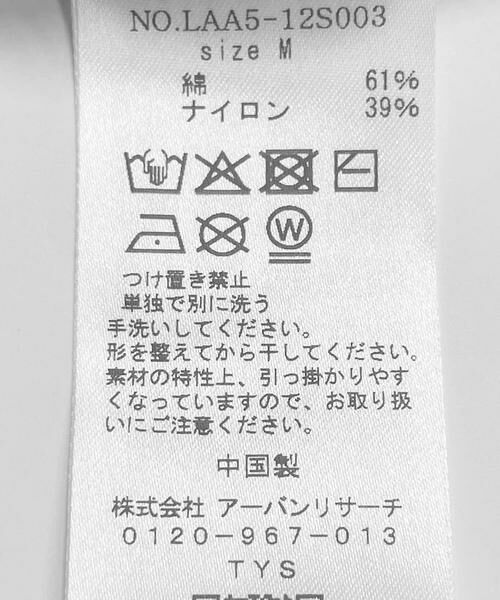 NO.LAA5-12S003
size M
綿 61%
ナイロン 39%
W
つけ置き禁止
単独で別に洗う
手洗いしてください。
形を整えてから干してください。
素材の特性上、引っ掛かりやす
くなっていますので、お取り扱
いにご注意ください。
中国製
株式会社 アーバンリサーチ
0120-967-013
TYS